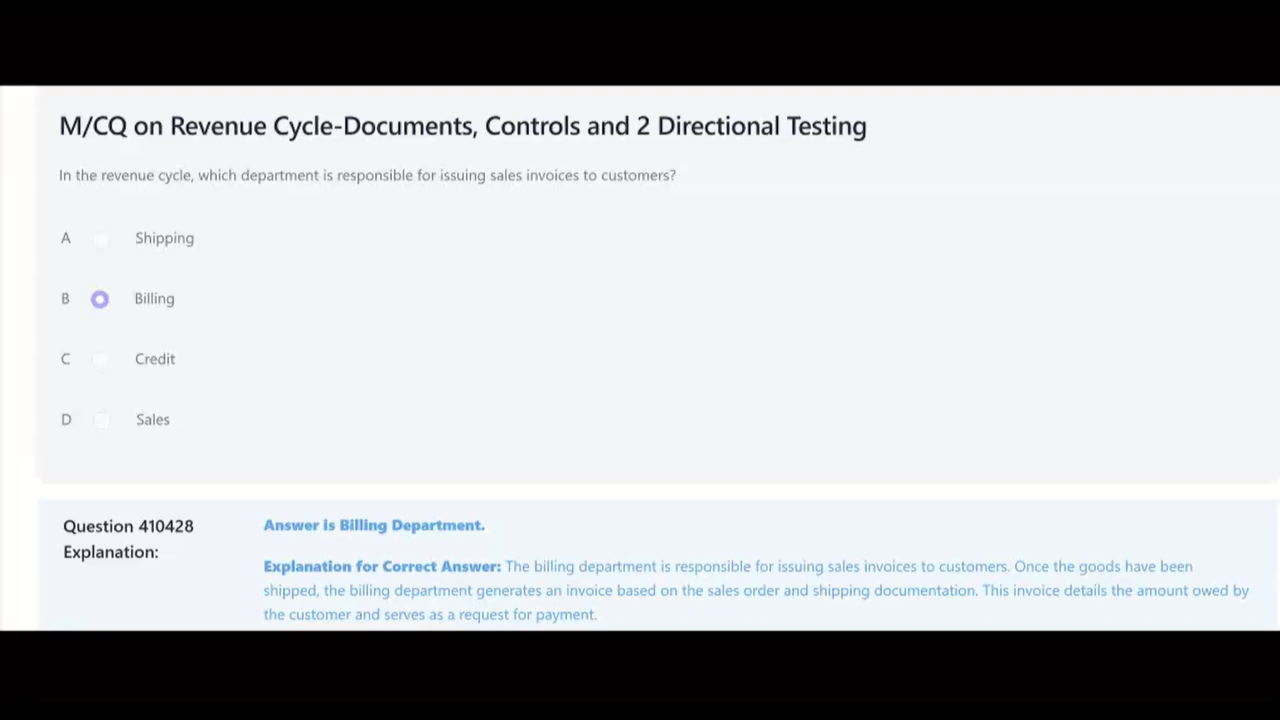 M/CQ on Revenue Cycle-Documents, Controls and 2 Directional Testing
In the revenue cycle, which department is responsible for issuing sales invoices to customers?
A Shipping
B Billing
C Credit
D Sales
Question 410428
Explanation:
Answer is Billing Department.
Explanation for Correct Answer: The billing department is responsible for issuing sales invoices to customers. Once the goods have been
shipped, the billing department generates an invoice based on the sales order and shipping documentation. This invoice details the amount owed by
the customer and serves as a request for payment.